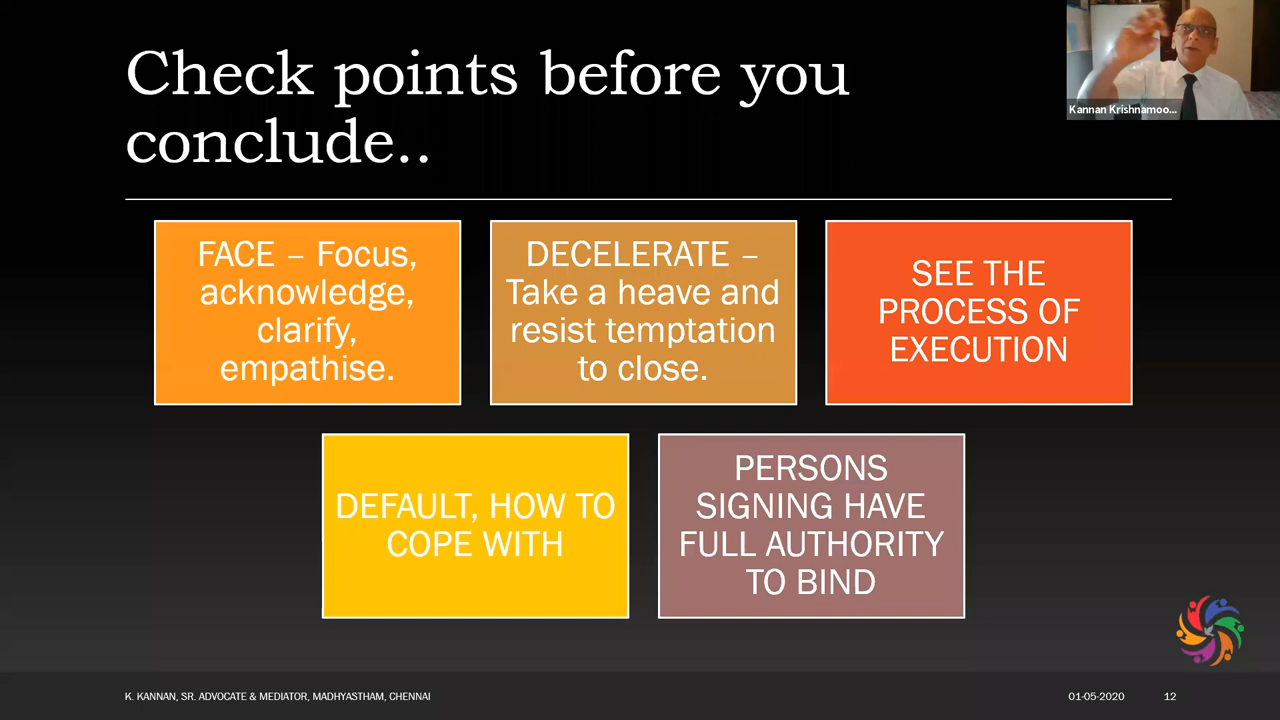 Check points before you
conclude..
Kannan Krishnamoo...
FACE – Focus,
acknowledge,
clarify,
empathise.
DECELERATE –
Take a heave and
resist temptation
to close.
SEE THE
PROCESS OF
EXECUTION
DEFAULT, HOW TO
COPE WITH
PERSONS
SIGNING HAVE
FULL AUTHORITY
TO BIND
K. KANNAN, SR. ADVOCATE & MEDIATOR, MADHYASTHAM, CHENNAI
01-05-2020
12